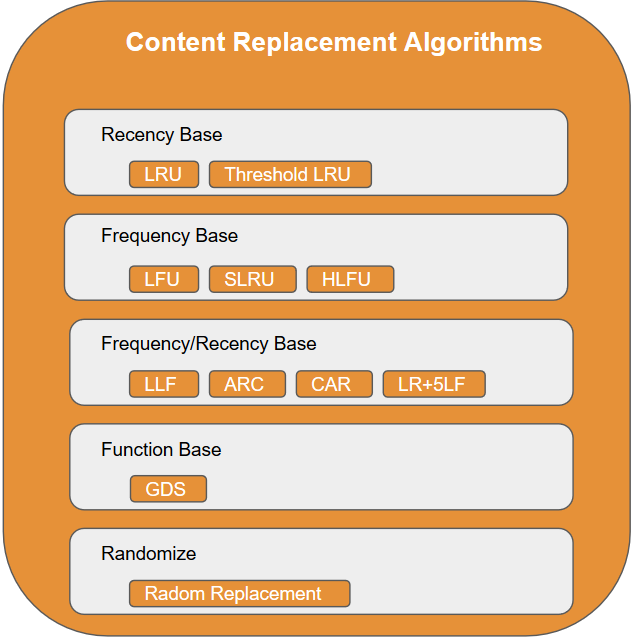 Content Replacement Algorithms
Recency Base
LRU Threshold LRU
Frequency Base
LFU SLRU HLFU
Frequency/Recency Base
LLF ARC CAR LR+5LF
Function Base
GDS
Randomize
Radom Replacement